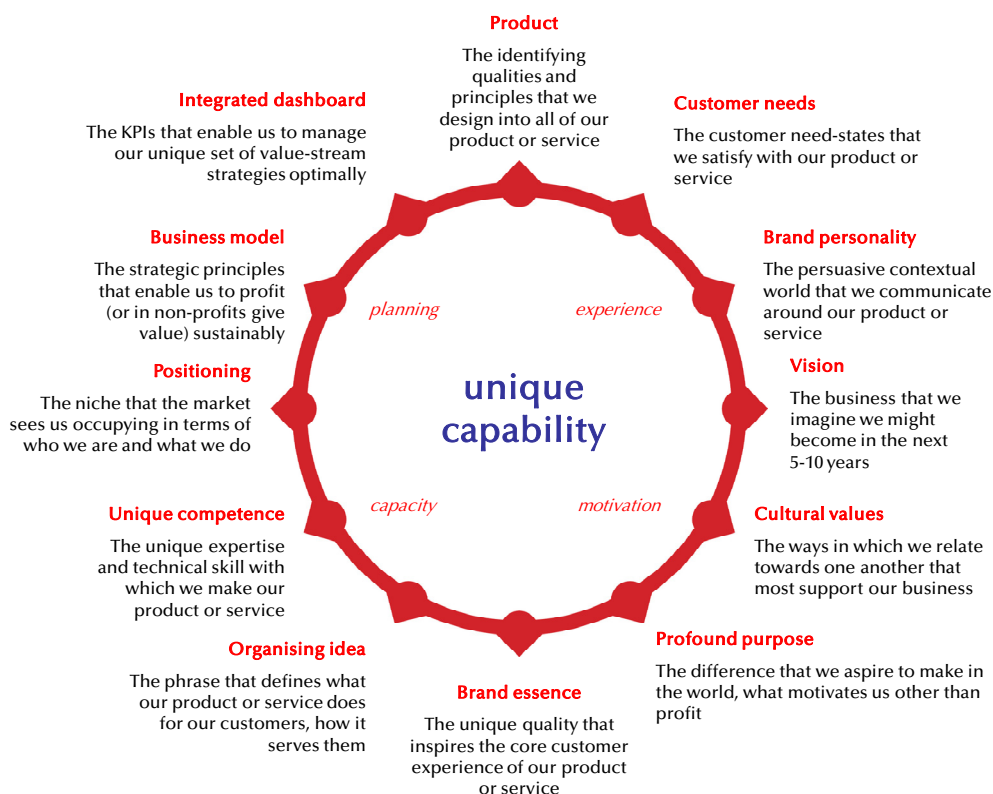 Product
The identifying
qualities and
principles that we
design into all of our
product or service
Customer needs
The customer need-states that
we satisfy with our product or
service
Brand personality
The persuasive contextual
world that we communicate
around our product or
service
Vision
The business that we
imagine we might
become in the next
5-10 years
Cultural values
The ways in which we relate
towards one another that
most support our business
Profound purpose
The difference that we aspire to make in
the world, what motivates us other than
profit
Brand essence
The unique quality that
inspires the core customer
experience of our product
or service
Organising idea
The phrase that defines what
our product or service does
for our customers, how it
serves them
Unique competence
The unique expertise
and technical skill with
which we make our
product or service
Positioning
The niche that the market
sees us occupying in terms of
who we are and what we do
Business model
The strategic principles
that enable us to profit
(or in non-profits give
value) sustainably
Integrated dashboard
The KPIs that enable us to manage
our unique set of value-stream
strategies optimally
planning
experience
unique
capability
capacity
motivation